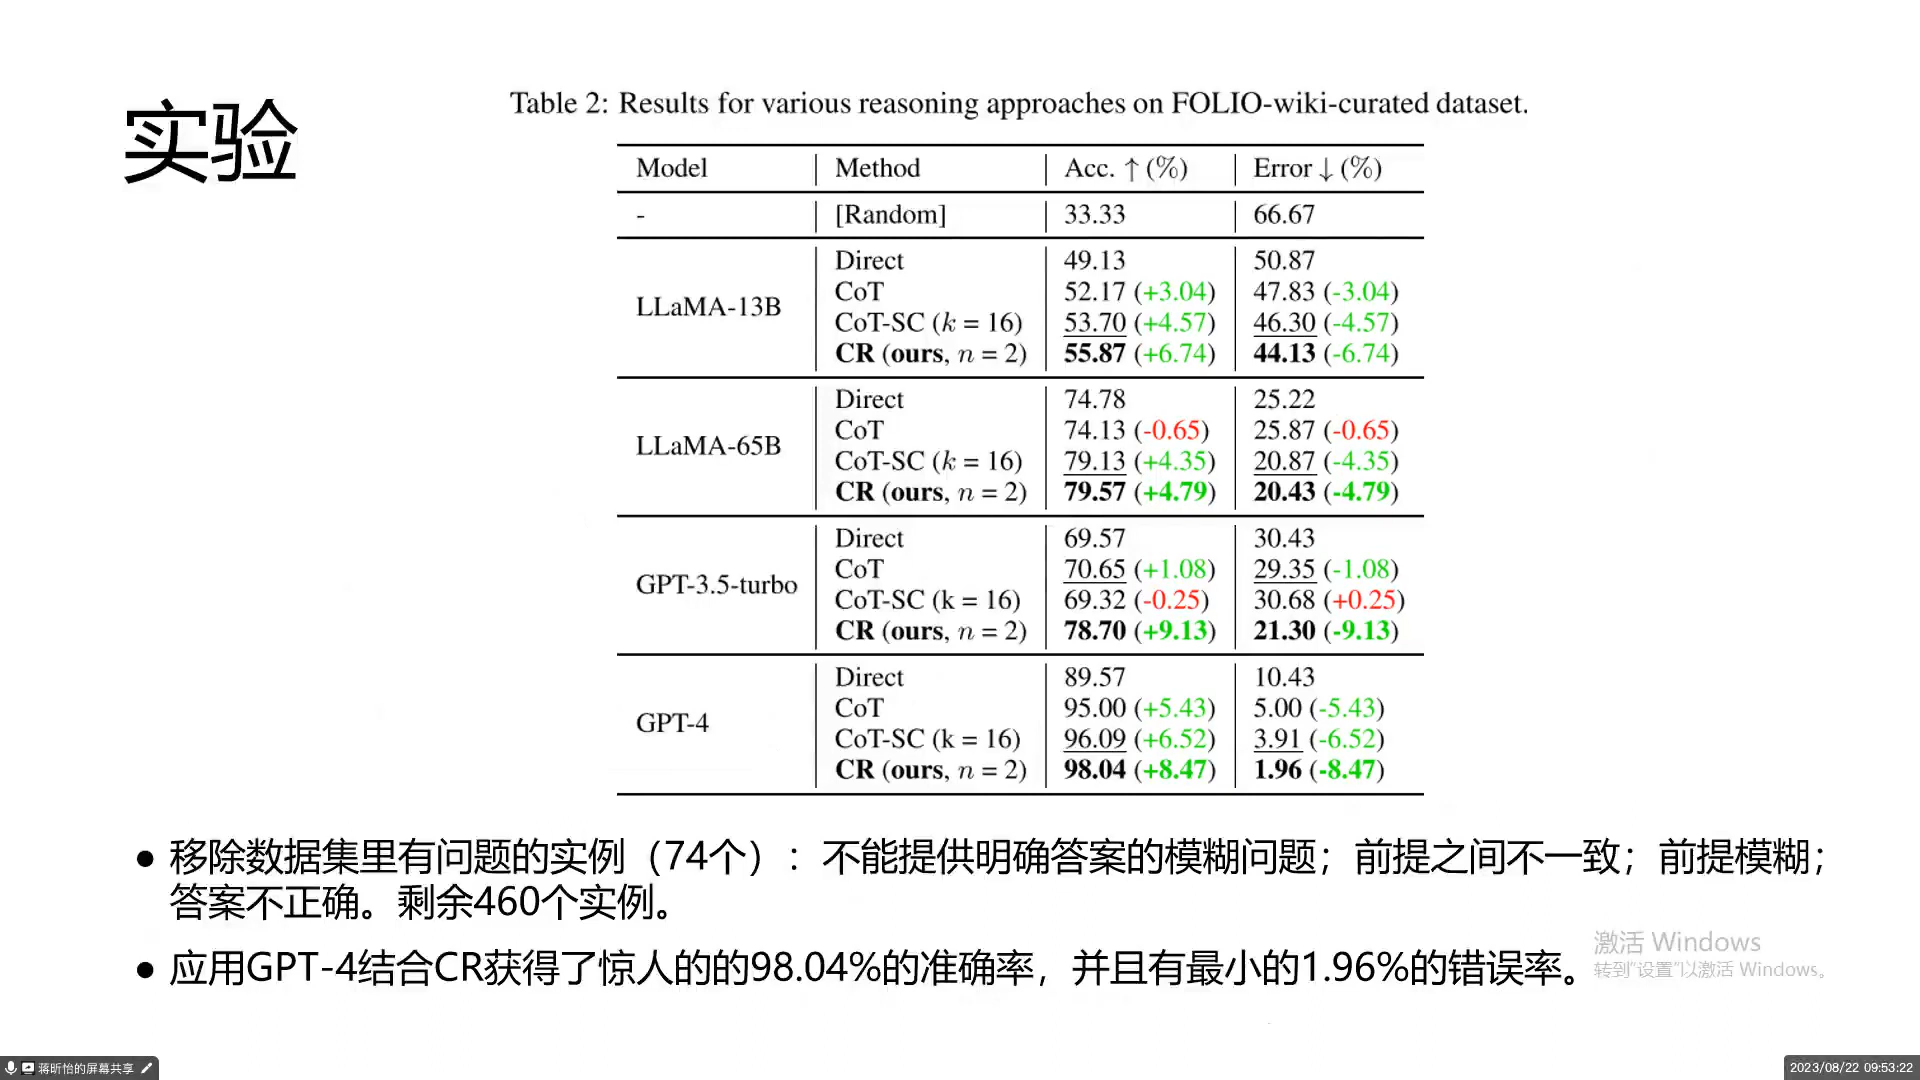 实验
Table 2: Results for various reasoning approaches on FOLIO-wiki-curated dataset.
Model Method Acc. ↑ (%) Error ↓ (%)
- [Random] 33.33 66.67
Direct 49.13 50.87
CoT 52.17 (+3.04) 47.83 (-3.04)
LLaMA-13B
CoT-SC (k = 16) 53.70 (+4.57) 46.30 (-4.57)
CR (ours, n = 2) 55.87 (+6.74) 44.13 (-6.74)
Direct 74.78 25.22
CoT 74.13 (-0.65) 25.87 (-0.65)
LLaMA-65B
CoT-SC (k = 16) 79.13 (+4.35) 20.87 (-4.35)
CR (ours, n = 2) 79.57 (+4.79) 20.43 (-4.79)
Direct 69.57 30.43
CoT 70.65 (+1.08) 29.35 (-1.08)
GPT-3.5-turbo
CoT-SC (k = 16) 69.32 (-0.25) 30.68 (+0.25)
CR (ours, n = 2) 78.70 (+9.13) 21.30 (-9.13)
Direct 89.57 10.43
CoT 95.00 (+5.43) 5.00 (-5.43)
GPT-4
CoT-SC (k = 16) 96.09 (+6.52) 3.91 (-6.52)
CR (ours, n = 2) 98.04 (+8.47) 1.96 (-8.47)
● 移除数据集里有问题的实例（74个）：不能提供明确答案的模糊问题；前提之间不一致；前提模糊；
答案不正确。剩余460个实例。
● 应用GPT-4结合CR获得了惊人的的98.04%的准确率，并且有最小的1.96%的错误率。
激活 Windows
转到“设置”以激活 Windows。
蒋昕怡的屏幕共享
2023/08/22 09:53:22